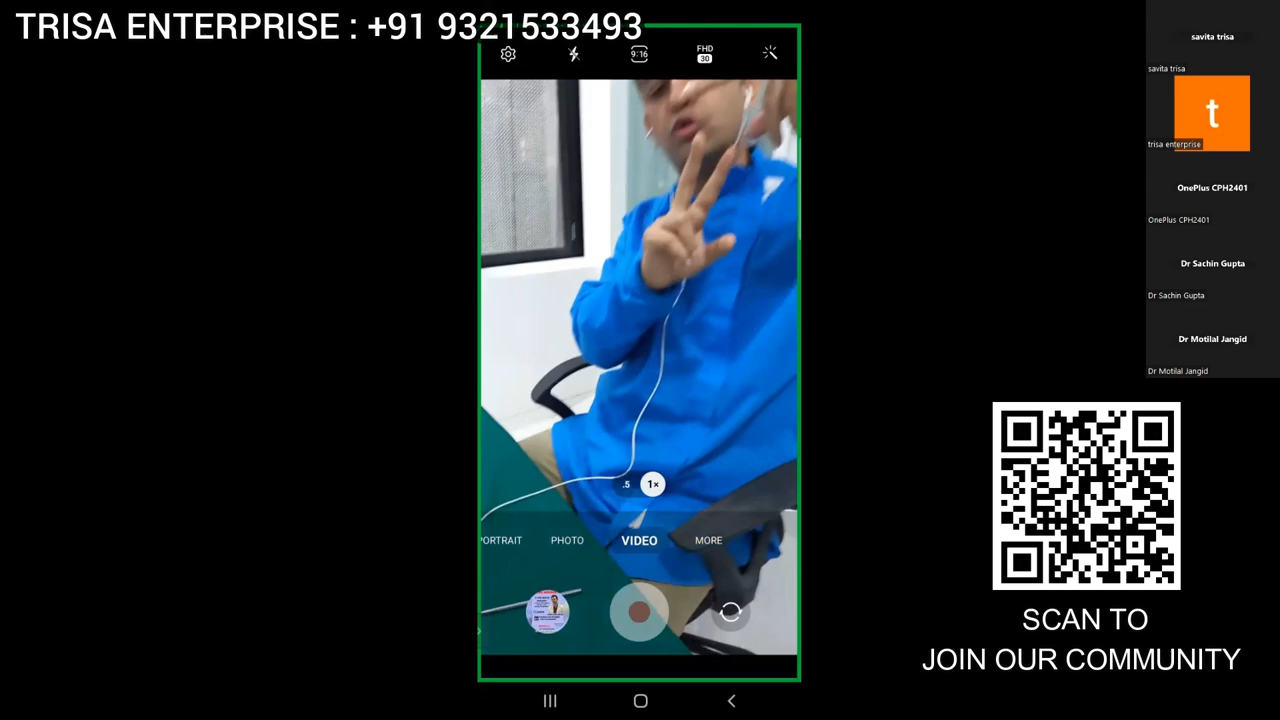 TRISA ENTERPRISE : +91 9321533493
9:16
FHD
30
.5
1×
PORTRAIT
PHOTO
VIDEO
MORE
savita trisa
savita trisa
t
trisa enterprise
OnePlus CPH2401
OnePlus CPH2401
Dr Sachin Gupta
Dr Sachin Gupta
Dr Motilal Jangid
Dr Motilal Jangid
SCAN TO
JOIN OUR COMMUNITY